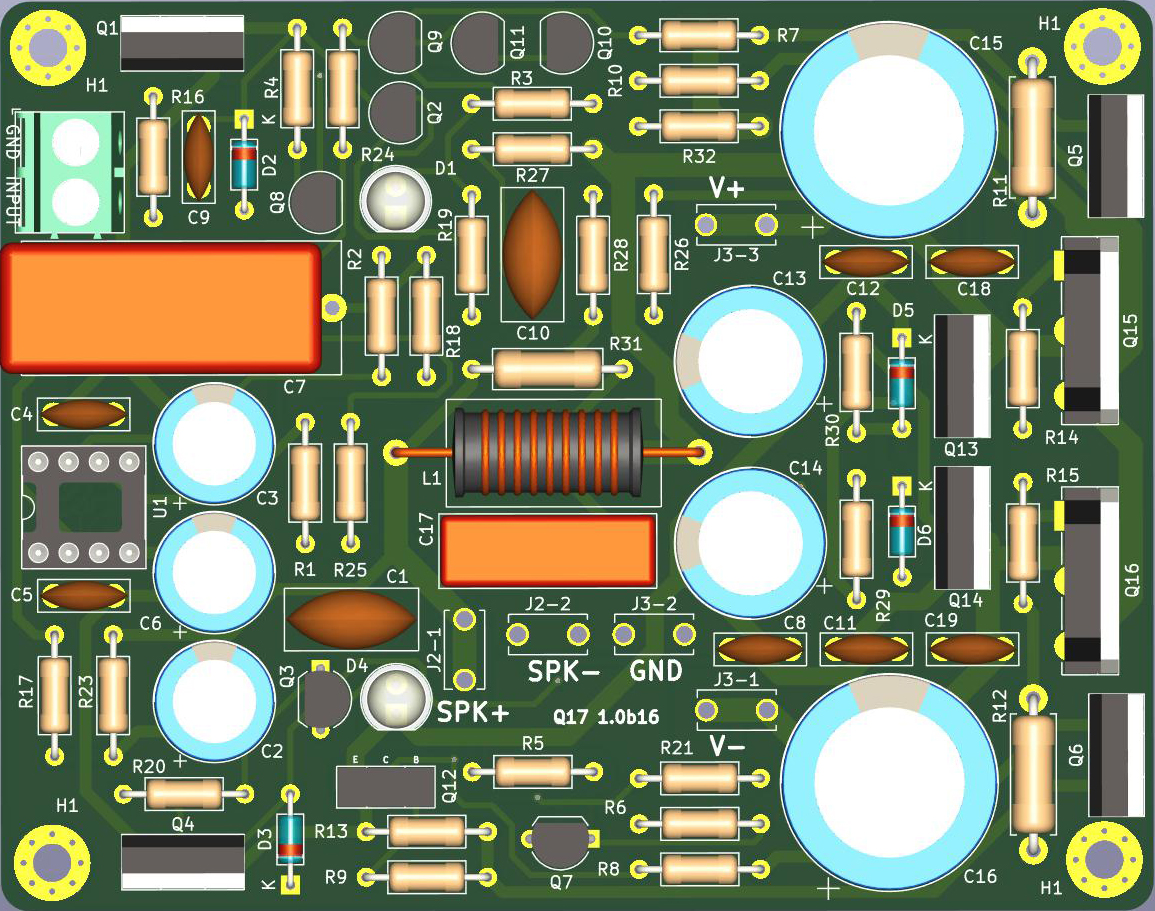 Q1
H1
R4
Q9
Q11
Q10
R7
C15
H1
R16
K
D2
R3
R10
Q2
R24
D1
R32
Q5
GND INPUT
C9
Q8
R19
R27
V+
R11
R2
R28
R26
J3-3
C12
C18
C13
D5
K
Q15
R18
C10
R31
C7
C4
R30
Q13
R14
L1
C14
K
R15
U1
C3
C17
D6
R1
R25
Q14
Q16
C5
C6
C1
J2-1
J2-2
J3-2
R29
C8
C11
C19
SPK-
GND
R17
R23
Q3
D4
J3-1
R12
SPK+
Q17 1.0b16
C2
V-
R20
E C B
Q12
R5
R21
Q6
H1
Q4
D3
K
R13
R6
R9
Q7
R8
C16
H1